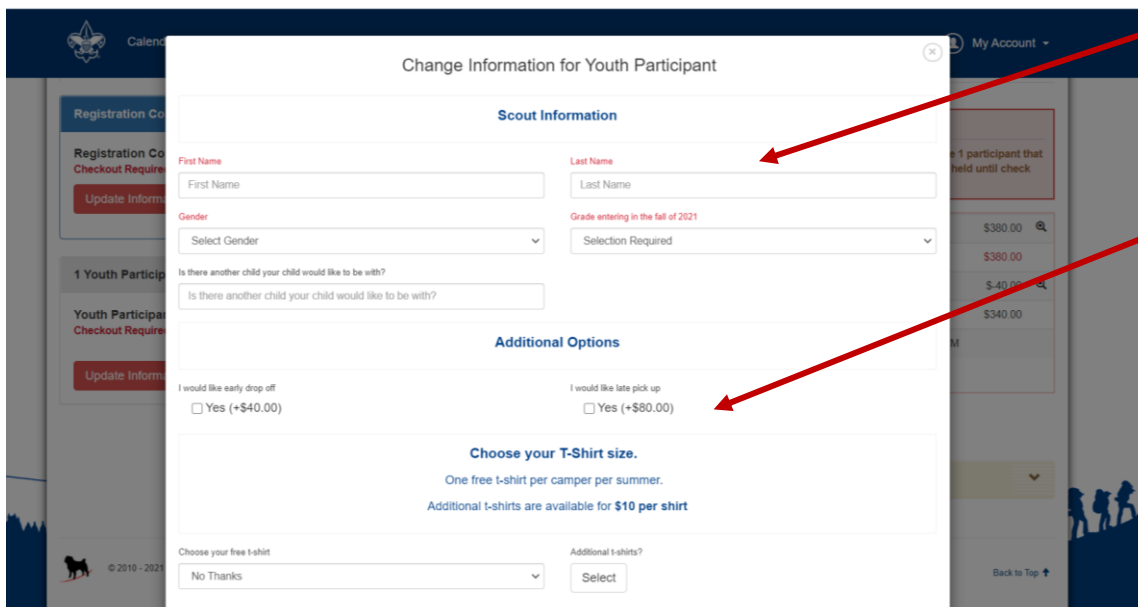 Calend
My Account
Change Information for Youth Participant
Scout Information
Registration Co
Registration Co
Checkout Require
Update Informa
e 1 participant that
held until check
First Name
Last Name
First Name
Last Name
Gender
Grade entering in the fall of 2021
Select Gender
Selection Required
$380.00
$380.00
$-40.00
$340.00
M
Is there another child your child would like to be with?
Is there another child your child would like to be with?
1 Youth Particip
Youth Participan
Checkout Require
Update Informa
Additional Options
I would like early drop off
I would like late pick up
Yes (+$40.00)
Yes (+$80.00)
Choose your T-Shirt size.
One free t-shirt per camper per summer.
Additional t-shirts are available for $10 per shirt
Choose your free t-shirt
Additional t-shirts?
No Thanks
Select
© 2010 - 2021
Back to Top